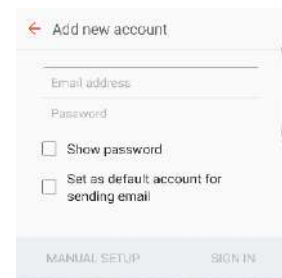 Add new account
Email address
Password
Show password
Set as default account for
sending email
MANUAL SETUP
SIGN IN